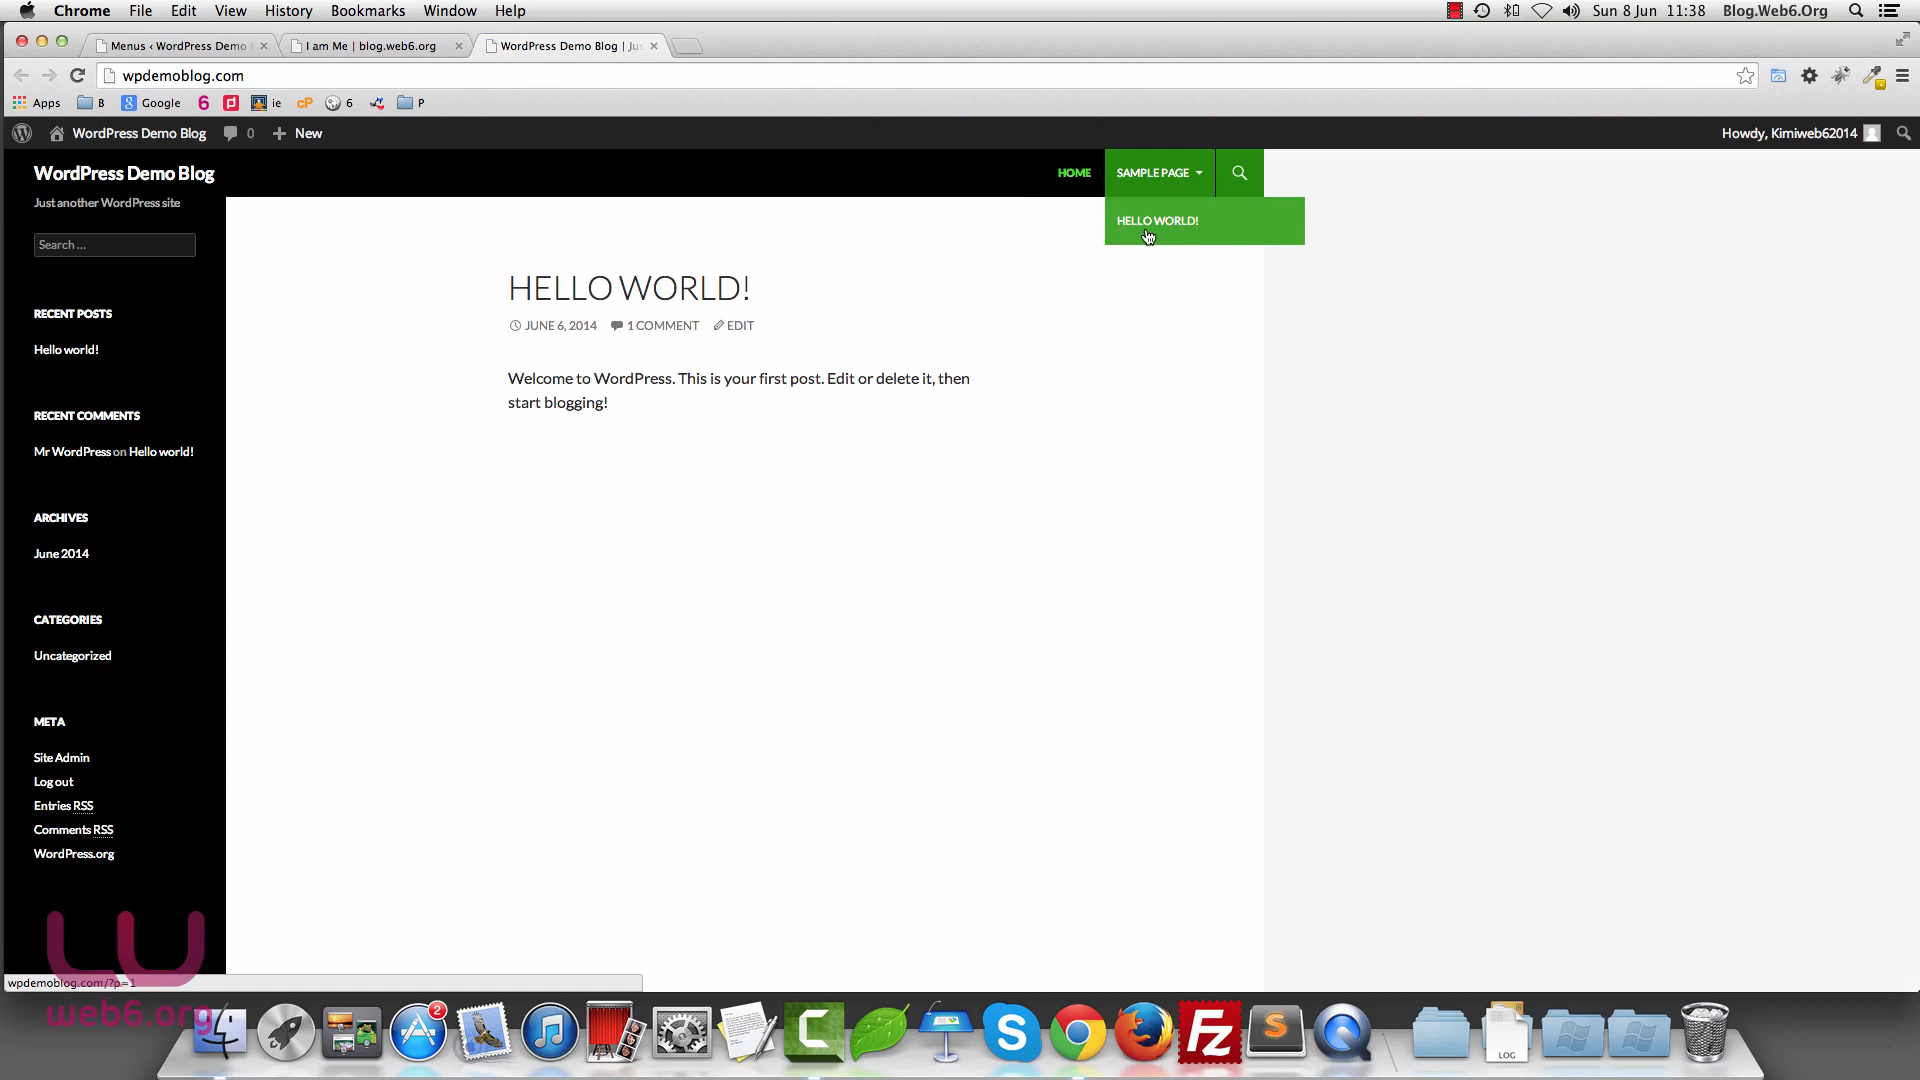 Chrome File Edit View History Bookmarks Window Help Sun 8 Jun 11:38 Blog.Web6.Org
Menus ‹ WordPress Demo I am Me | blog.web6.org WordPress Demo Blog | Jus
wpdemoblog.com
Apps B Google 6 ie cP 6 P
WordPress Demo Blog 0 New Howdy, Kimiweb62014
WordPress Demo Blog HOME SAMPLE PAGE
Just another WordPress site
HELLO WORLD!
Search ...
HELLO WORLD!
JUNE 6, 2014 1 COMMENT EDIT
Welcome to WordPress. This is your first post. Edit or delete it, then
start blogging!
RECENT POSTS
Hello world!
RECENT COMMENTS
Mr WordPress on Hello world!
ARCHIVES
June 2014
CATEGORIES
Uncategorized
META
Site Admin
Log out
Entries RSS
Comments RSS
WordPress.org
wpdemoblog.com/?p=1
web6.org
2
C
S
Fz
S
LOG